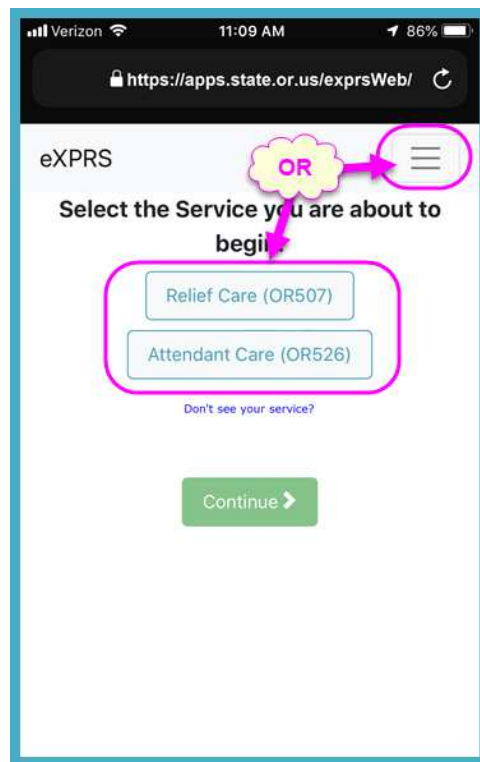 Verizon 11:09 AM 86%
https://apps.state.or.us/exprsWeb/
eXPRS
OR
Select the Service you are about to
begin.
Relief Care (OR507)
Attendant Care (OR526)
Don't see your service?
Continue